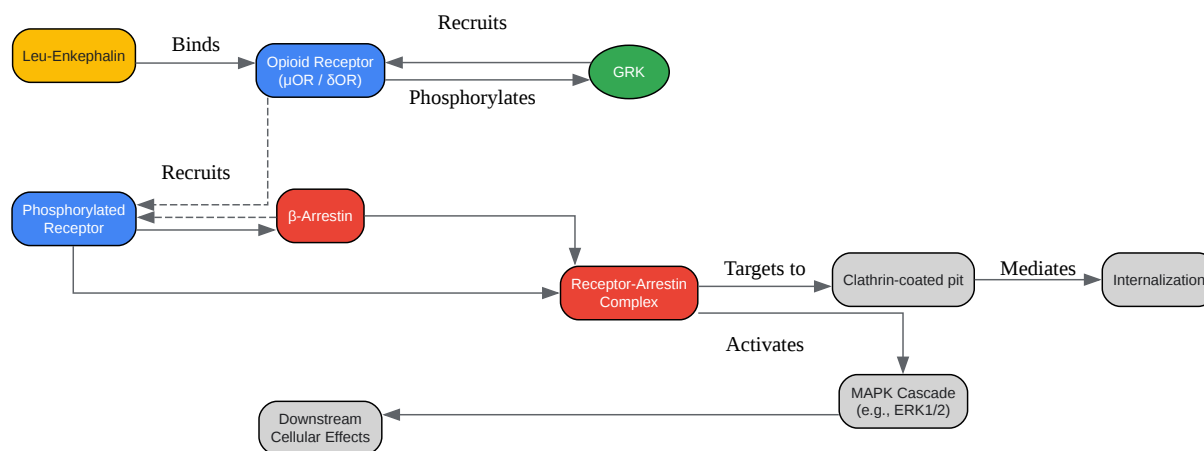 Leu-Enkephalin
Binds
Opioid Receptor
(μOR / δOR)
Recruits
GRK
Phosphorylates
Recruits
Phosphorylated
Receptor
β-Arrestin
Receptor-Arrestin
Complex
Targets to
Clathrin-coated pit
Mediates
Internalization
Activates
MAPK Cascade
(e.g., ERK1/2)
Downstream
Cellular Effects